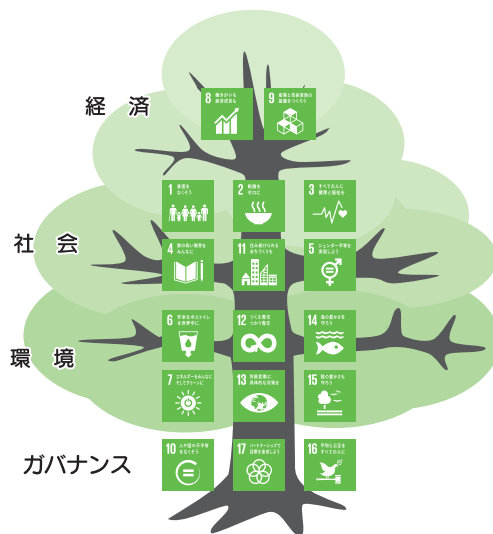 経 済
8 働きがいも
経済成長も
9 産業と技術革新の
基盤をつくろう
1 貧困を
なくそう
2 飢餓を
ゼロに
3 すべての人に
健康と福祉を
社 会
4 質の高い教育を
みんなに
11 住み続けられる
まちづくりを
5 ジェンダー平等を
実現しよう
6 安全な水とトイレ
を世界中に
12 つくる責任
つかう責任
14 海の豊かさを
守ろう
環 境
7 エネルギーをみんなに
そしてクリーンに
13 気候変動に
具体的な対策を
15 陸の豊かさも
守ろう
ガバナンス
10 人や国の不平等
をなくそう
17 パートナーシップで
目標を達成しよう
16 平和と公正を
すべての人に